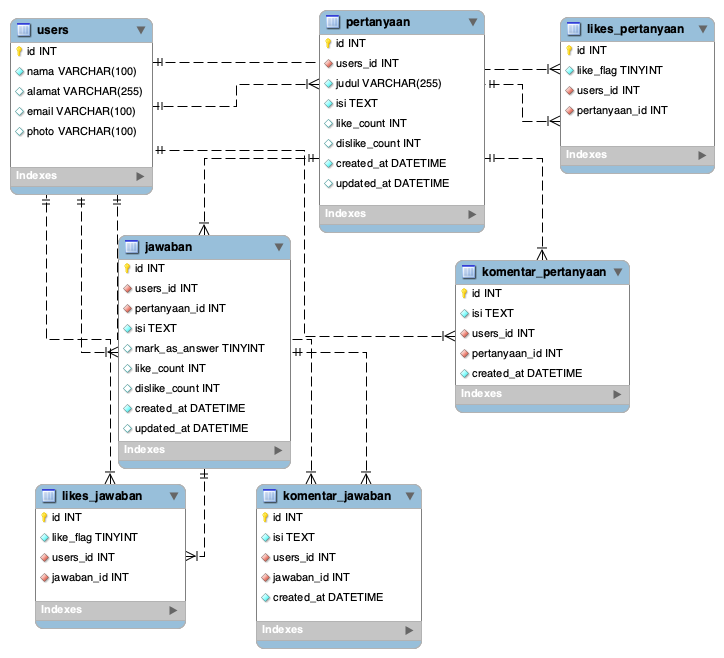 users
id INT
nama VARCHAR(100)
alamat VARCHAR(255)
email VARCHAR(100)
photo VARCHAR(100)
Indexes
pertanyaan
id INT
users_id INT
judul VARCHAR(255)
isi TEXT
like_count INT
dislike_count INT
created_at DATETIME
updated_at DATETIME
Indexes
likes_pertanyaan
id INT
like_flag TINYINT
users_id INT
pertanyaan_id INT
Indexes
jawaban
id INT
users_id INT
pertanyaan_id INT
isi TEXT
mark_as_answer TINYINT
like_count INT
dislike_count INT
created_at DATETIME
updated_at DATETIME
Indexes
komentar_pertanyaan
id INT
isi TEXT
users_id INT
pertanyaan_id INT
created_at DATETIME
Indexes
likes_jawaban
id INT
like_flag TINYINT
users_id INT
jawaban_id INT
Indexes
komentar_jawaban
id INT
isi TEXT
users_id INT
jawaban_id INT
created_at DATETIME
Indexes